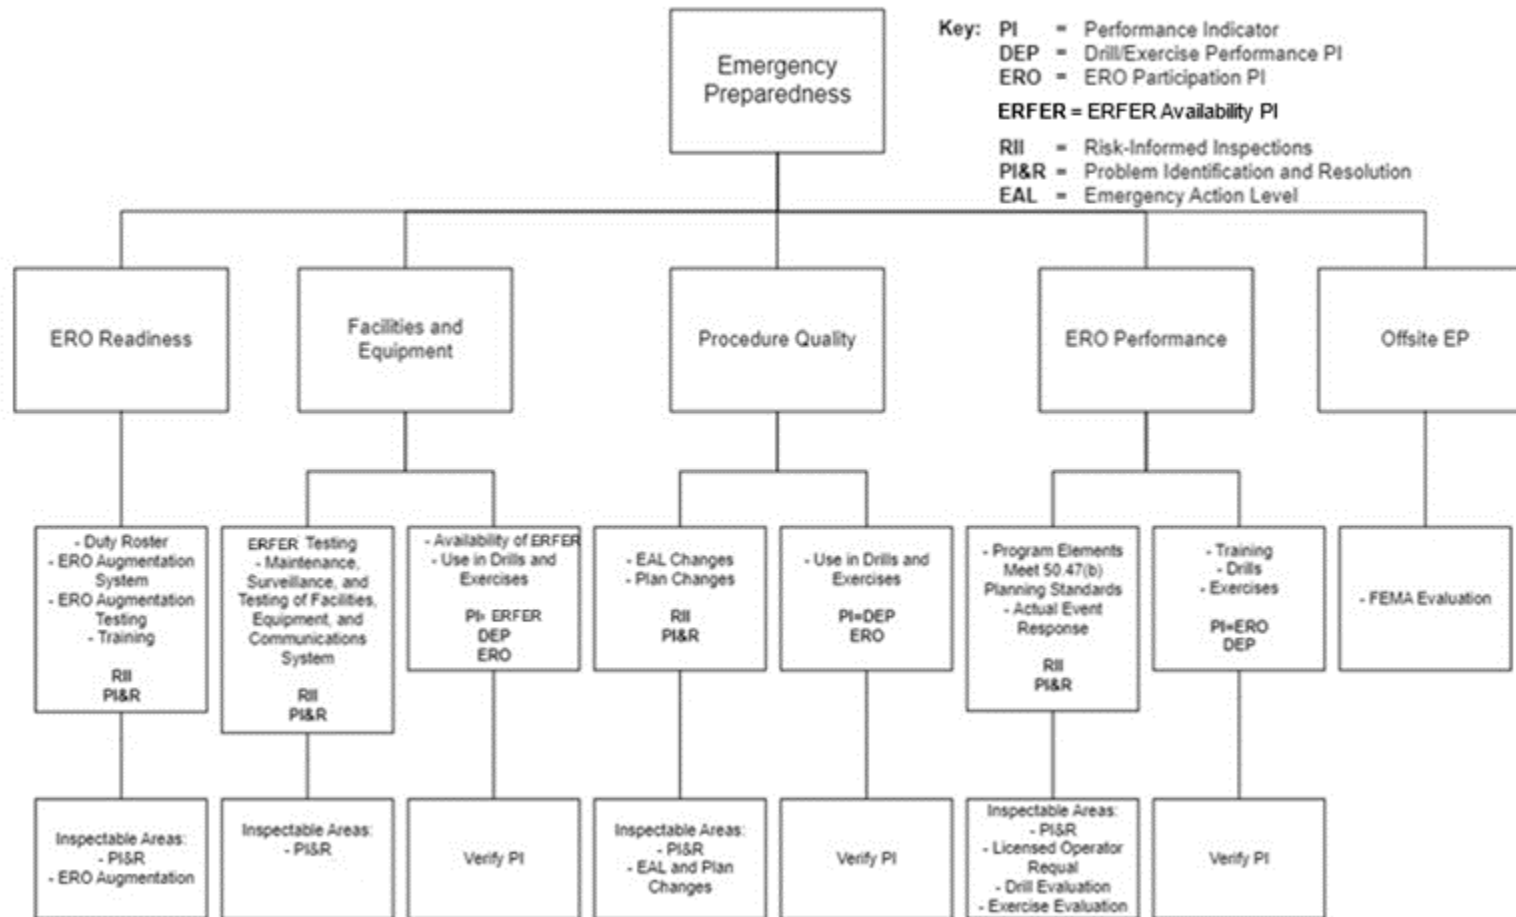 Emergency
Preparedness
Key: PI = Performance Indicator
DEP = Drill/Exercise Performance PI
ERO = ERO Participation PI
ERFER = ERFER Availability PI
RII = Risk-Informed Inspections
PI&R = Problem Identification and Resolution
EAL = Emergency Action Level
ERO Readiness
Facilities and
Equipment
Procedure Quality
ERO Performance
Offsite EP
- Duty Roster
- ERO Augmentation
System
- ERO Augmentation
Testing
- Training
RII
PI&R
ERFER Testing
- Maintenance,
Surveillance, and
Testing of Facilities,
Equipment, and
Communications
System
RII
PI&R
- Availability of ERFER
- Use in Drills and
Exercises
PI= ERFER
DEP
ERO
- EAL Changes
- Plan Changes
RII
PI&R
- Use in Drills and
Exercises
PI=DEP
ERO
- Program Elements
Meet 50.47(b)
Planning Standards
- Actual Event
Response
RII
PI&R
- Training
- Drills
- Exercises
PI=ERO
DEP
- FEMA Evaluation
Inspectable Areas:
- PI&R
- ERO Augmentation
Inspectable Areas:
- PI&R
Verify PI
Inspectable Areas:
- PI&R
- EAL and Plan
Changes
Verify PI
Inspectable Areas:
- PI&R
- Licensed Operator
Requal
- Drill Evaluation
- Exercise Evaluation
Verify PI